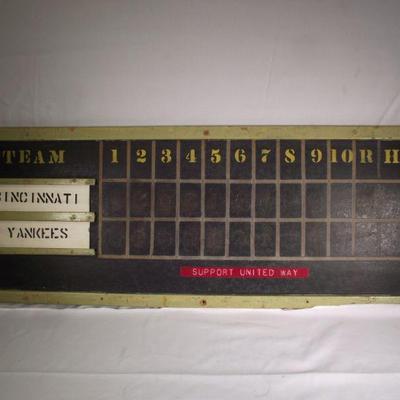 TEAM 1 2 3 4 5 6 7 8 9 10 R H
CINCINNATI
YANKEES
SUPPORT UNITED WAY